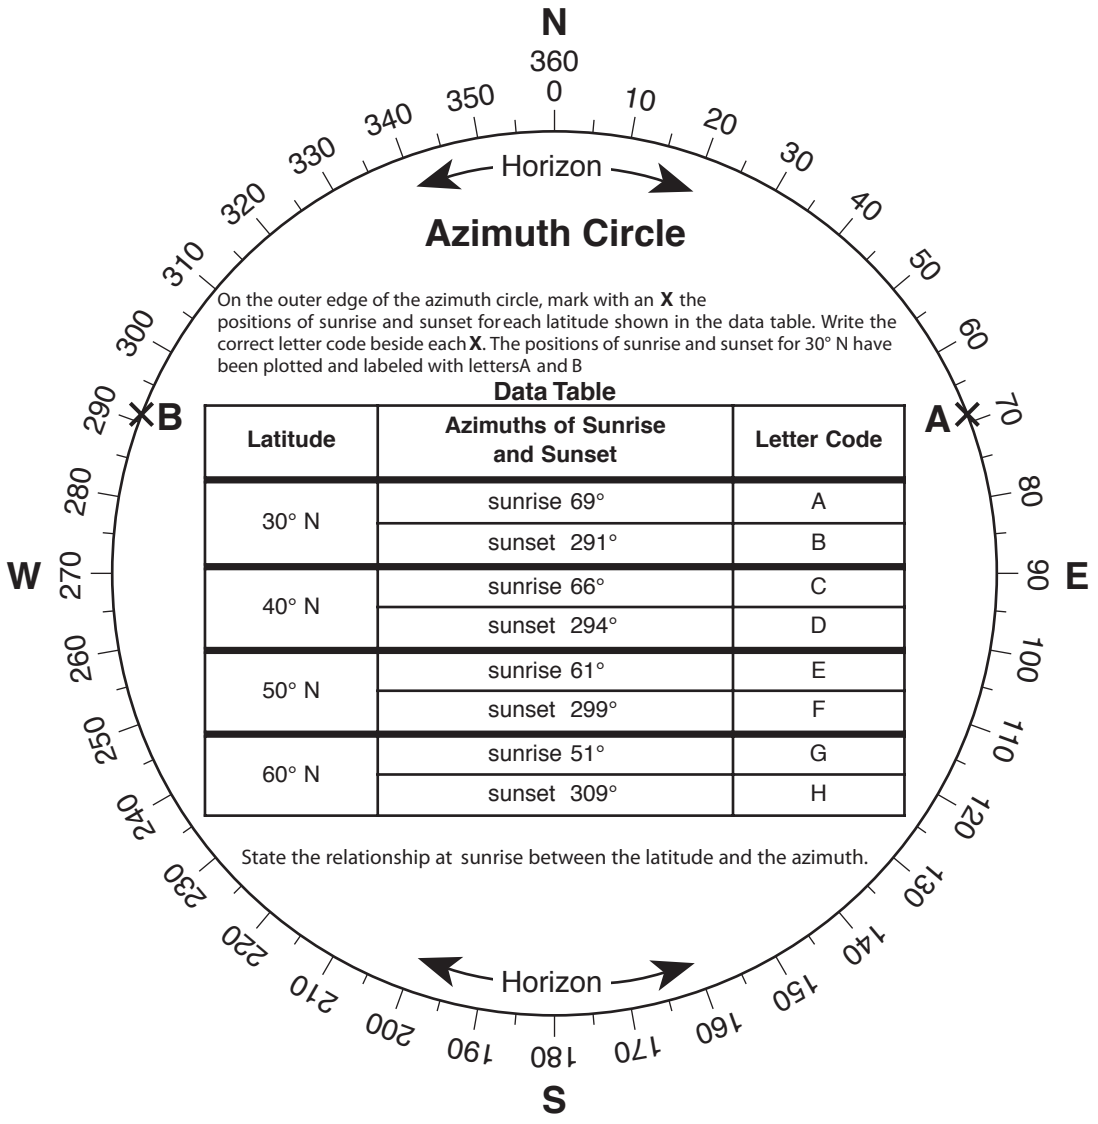 N
360
0
10
20
30
40
50
60
70
80
90
E
100
110
120
130
140
150
160
170
180
S
190
200
210
220
230
240
250
260
270
W
280
290
300
310
320
330
340
350
Horizon
Azimuth Circle
On the outer edge of the azimuth circle, mark with an X the
positions of sunrise and sunset for each latitude shown in the data table. Write the
correct letter code beside each X. The positions of sunrise and sunset for 30° N have
been plotted and labeled with letters A and B
B
A
Data Table
Latitude
Azimuths of Sunrise
and Sunset
Letter Code
30° N
sunrise 69°
A
sunset 291°
B
40° N
sunrise 66°
C
sunset 294°
D
50° N
sunrise 61°
E
sunset 299°
F
60° N
sunrise 51°
G
sunset 309°
H
State the relationship at sunrise between the latitude and the azimuth.
Horizon